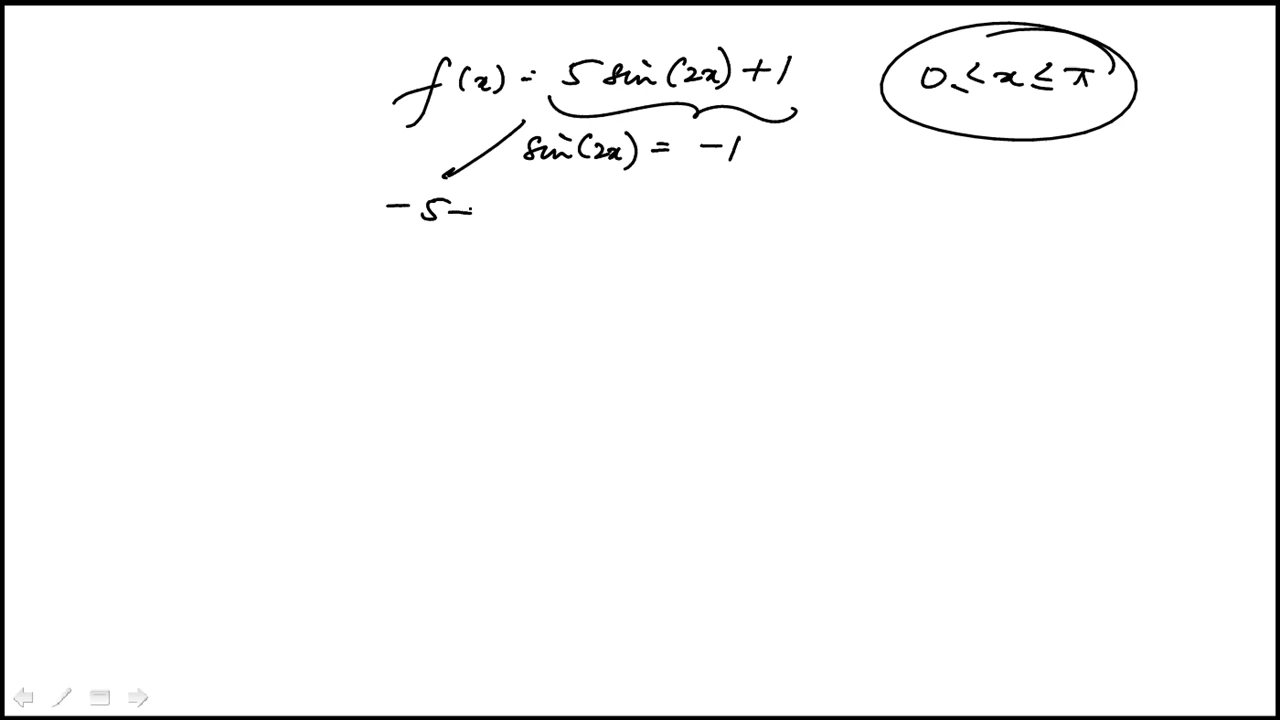 f(x) = 5 sin(2x) + 1 0 ≤ x ≤ π
sin(2x) = -1
-5-